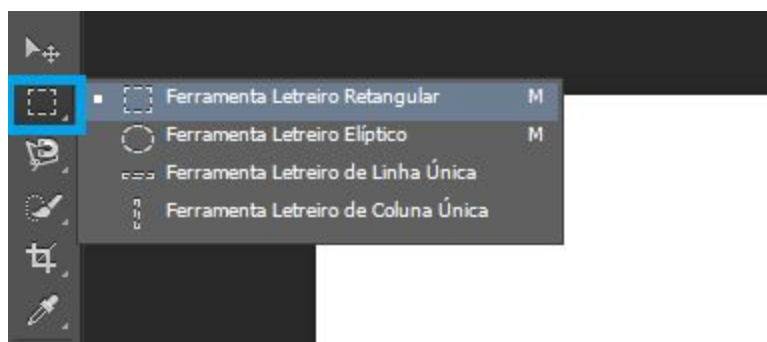 Ferramenta Letreiro Retangular M
Ferramenta Letreiro Elíptico M
Ferramenta Letreiro de Linha Única
Ferramenta Letreiro de Coluna Única